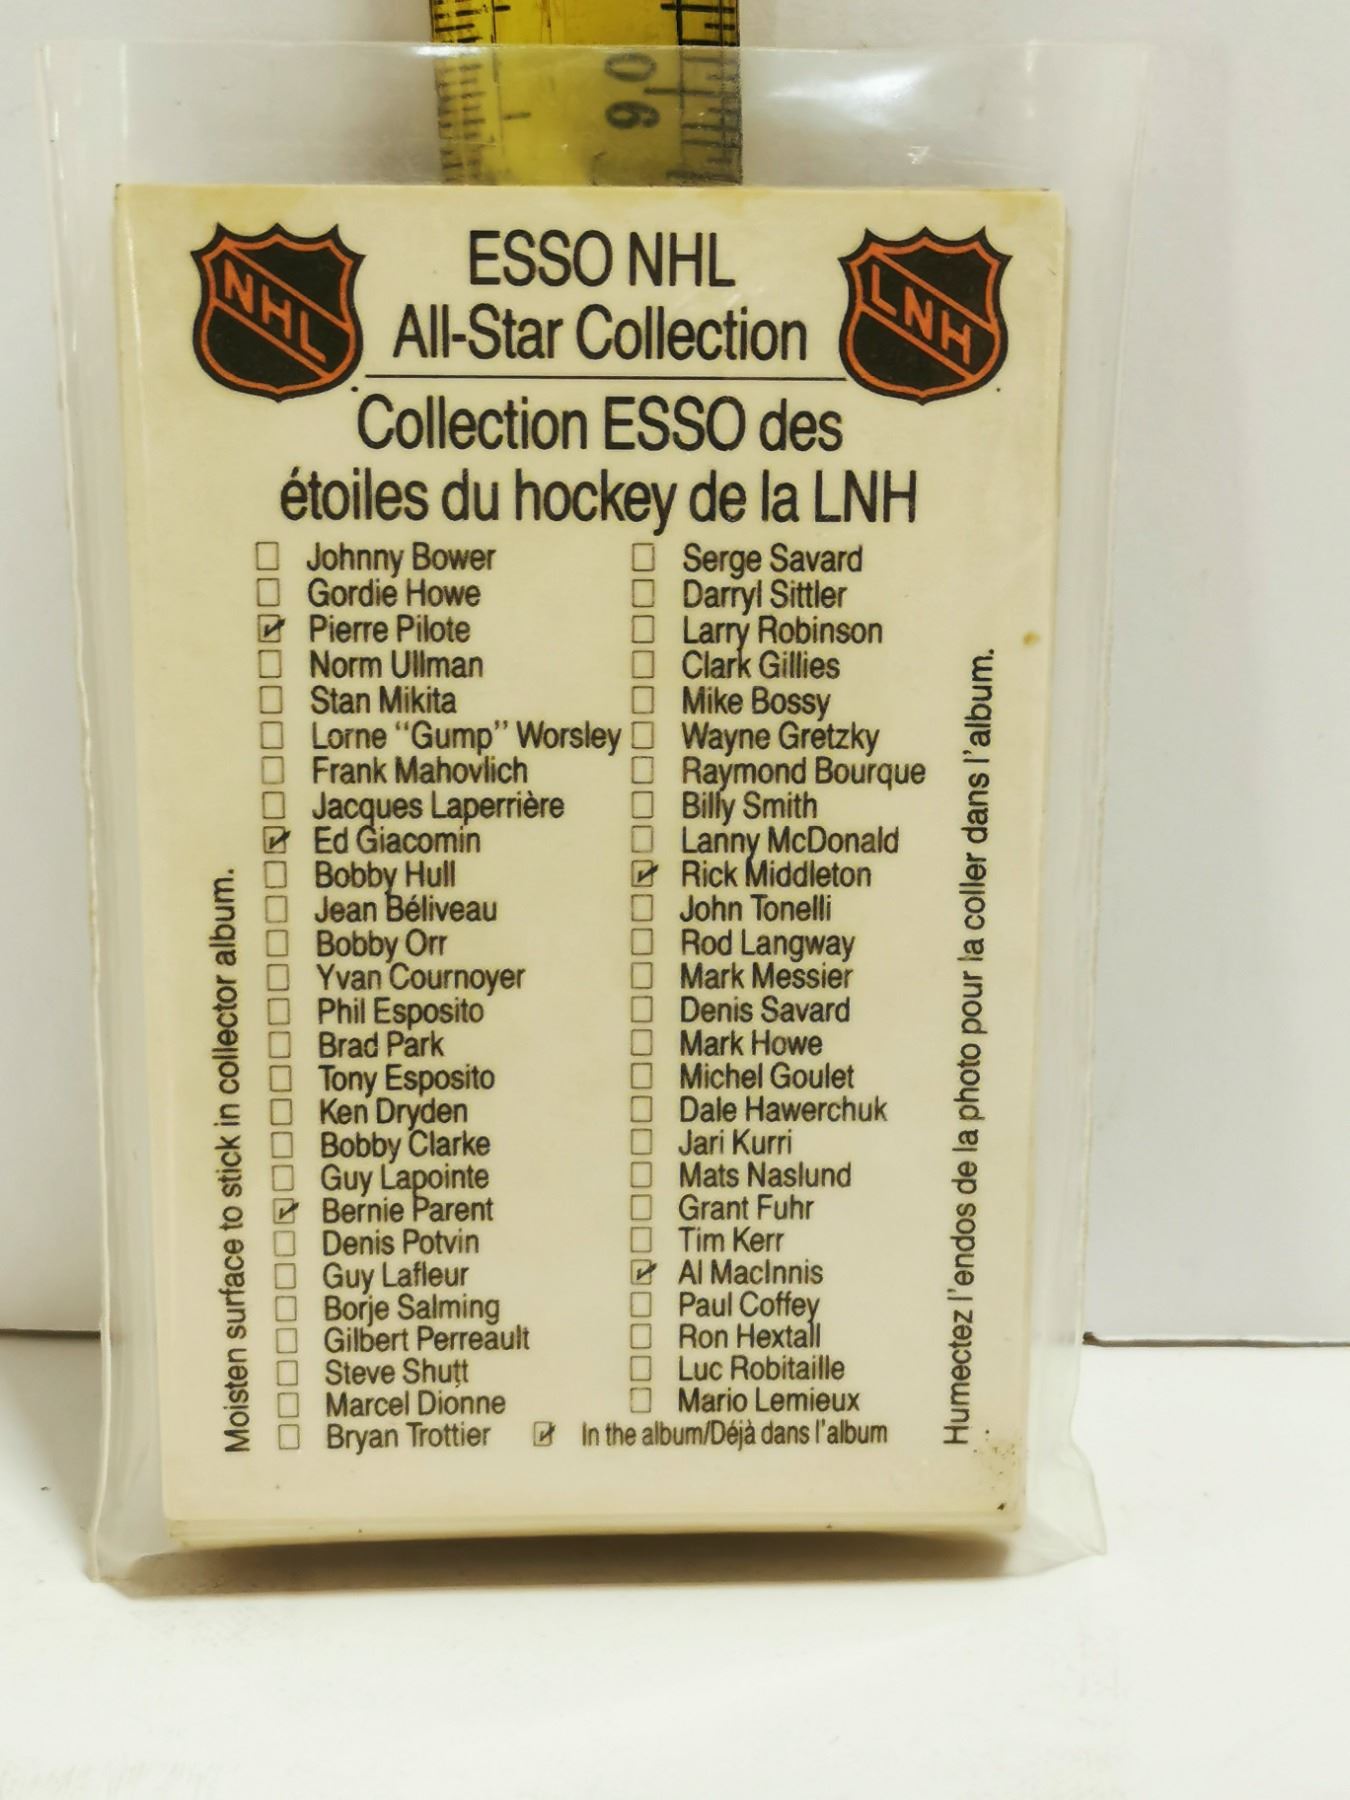 06
NHL
LNH
ESSO NHL
All-Star Collection
Collection ESSO des
étoiles du hockey de la LNH
Johnny Bower
Gordie Howe
Pierre Pilote
Norm Ullman
Stan Mikita
Lorne "Gump" Worsley
Frank Mahovlich
Jacques Laperrière
Ed Giacomin
Bobby Hull
Jean Béliveau
Bobby Orr
Yvan Cournoyer
Phil Esposito
Brad Park
Tony Esposito
Ken Dryden
Bobby Clarke
Guy Lapointe
Bernie Parent
Denis Potvin
Guy Lafleur
Borje Salming
Gilbert Perreault
Steve Shutt
Marcel Dionne
Bryan Trottier
Serge Savard
Darryl Sittler
Larry Robinson
Clark Gillies
Mike Bossy
Wayne Gretzky
Raymond Bourque
Billy Smith
Lanny McDonald
Rick Middleton
John Tonelli
Rod Langway
Mark Messier
Denis Savard
Mark Howe
Michel Goulet
Dale Hawerchuk
Jari Kurri
Mats Naslund
Grant Fuhr
Tim Kerr
Al MacInnis
Paul Coffey
Ron Hextall
Luc Robitaille
Mario Lemieux
In the album/Déjà dans l'album
Moisten surface to stick in collector album.
Humectez l'endos de la photo pour la coller dans l'album.